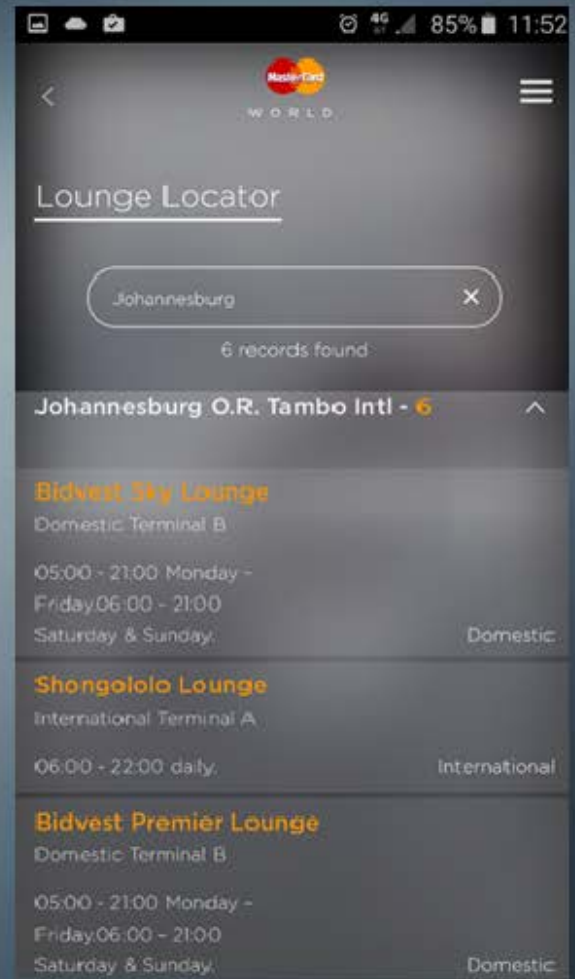 4G 85% 11:52
MasterCard
WORLD
Lounge Locator
Johannesburg ×
6 records found
Johannesburg O.R. Tambo Intl - 6
Bidvest Sky Lounge
Domestic Terminal B
05:00 - 21:00 Monday -
Friday.06:00 - 21:00
Saturday & Sunday. Domestic
Shongololo Lounge
International Terminal A
06:00 - 22:00 daily. International
Bidvest Premier Lounge
Domestic Terminal B
05:00 - 21:00 Monday -
Friday.06:00 - 21:00
Saturday & Sunday. Domestic